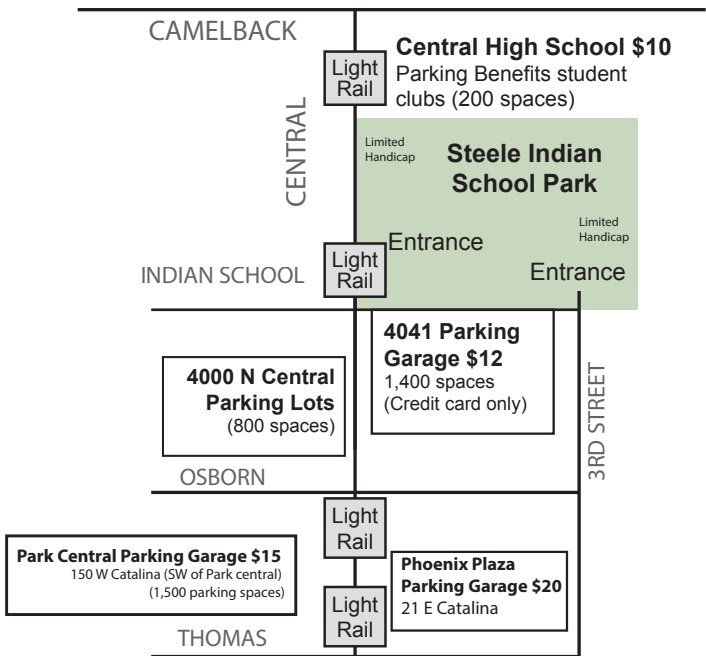 CAMELBACK
Light
Rail
Central High School $10
Parking Benefits student
clubs (200 spaces)
CENTRAL
Limited
Handicap
Steele Indian
School Park
Limited
Handicap
Entrance
Entrance
Light
Rail
INDIAN SCHOOL
4041 Parking
Garage $12
1,400 spaces
(Credit card only)
4000 N Central
Parking Lots
(800 spaces)
3RD STREET
OSBORN
Light
Rail
Park Central Parking Garage $15
150 W Catalina (SW of Park central)
(1,500 parking spaces)
Phoenix Plaza
Parking Garage $20
21 E Catalina
Light
Rail
THOMAS